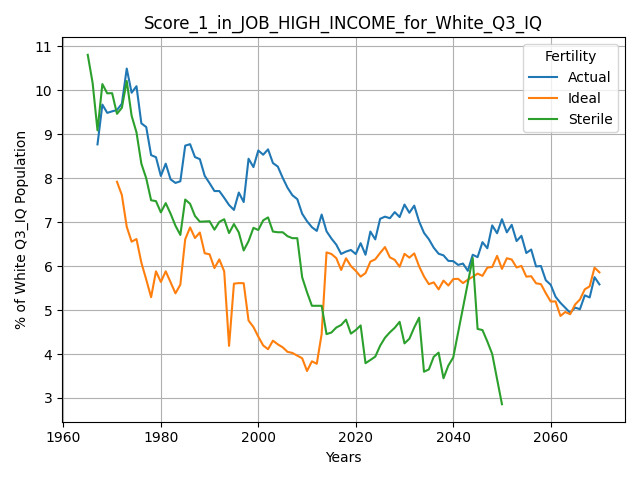 Score_1_in_JOB_HIGH_INCOME_for_White_Q3_IQ
Fertility
Actual
Ideal
Sterile
% of White Q3_IQ Population
11
10
9
8
7
6
5
4
3
1960
1980
2000
2020
2040
2060
Years